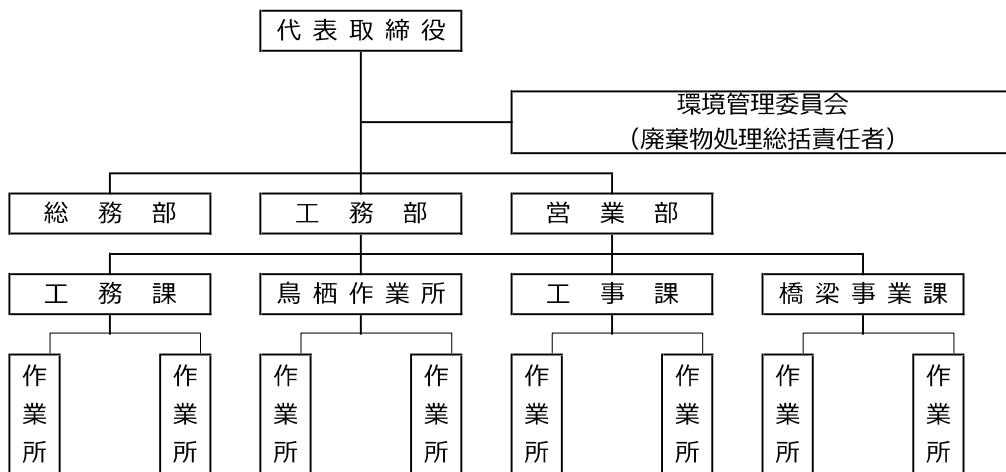 代表取締役
環境管理委員会
（廃棄物処理総括責任者）
総務部
工務部
営業部
工務課
鳥栖作業所
工事課
橋梁事業課
作業所
作業所
作業所
作業所
作業所
作業所
作業所
作業所